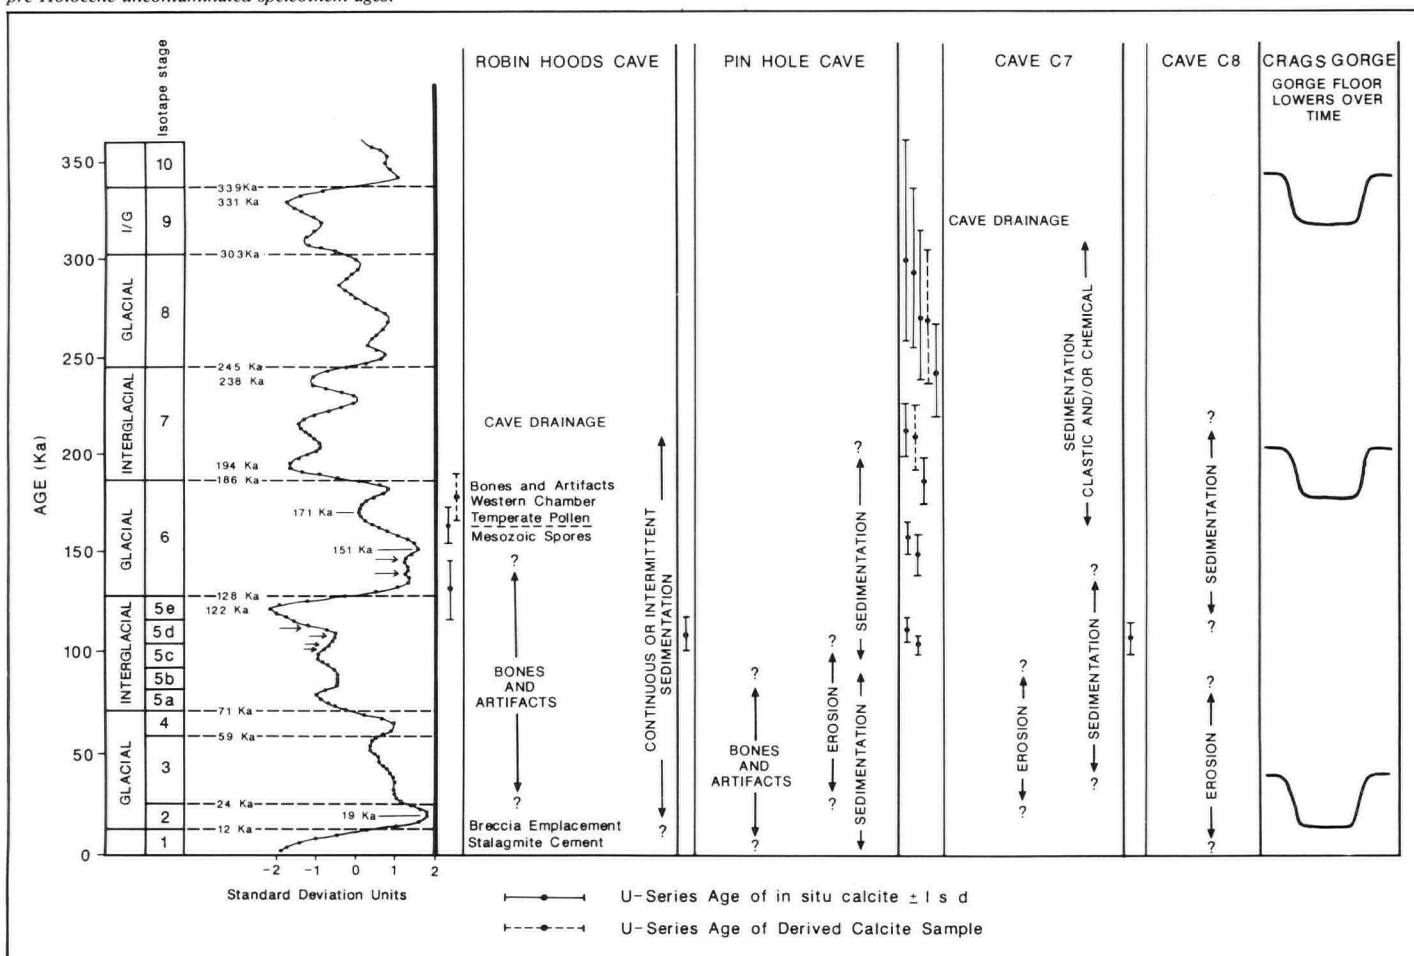 pre-Holocene uncontaminated speleothem ages.
Isotape stage
ROBIN HOODS CAVE
PIN HOLE CAVE
CAVE C7
CAVE C8
CRAGS GORGE
GORGE FLOOR
LOWERS OVER
TIME
AGE (Ka)
350
300
250
200
150
100
50
0
I/G
GLACIAL
INTERGLACIAL
GLACIAL
INTERGLACIAL
GLACIAL
10
9
8
7
6
5e
5d
5c
5b
5a
4
3
2
1
339Ka
331 Ka
303Ka
245 Ka
238 Ka
194 Ka
186 Ka
171 Ka
151 Ka
128 Ka
122 Ka
71 Ka
59 Ka
24 Ka
19 Ka
12 Ka
-2 -1 0 1 2
Standard Deviation Units
CAVE DRAINAGE
Bones and Artifacts
Western Chamber
Temperate Pollen
Mesozoic Spores
?
BONES
AND
ARTIFACTS
?
Breccia Emplacement
Stalagmite Cement
CONTINUOUS OR INTERMITTENT
SEDIMENTATION
?
?
BONES
AND
ARTIFACTS
?
?
EROSION
?
?
SEDIMENTATION
?
?
SEDIMENTATION
CAVE DRAINAGE
SEDIMENTATION
CLASTIC AND/OR CHEMICAL
?
EROSION
?
?
SEDIMENTATION
?
?
SEDIMENTATION
?
?
EROSION
?
?
U-Series Age of in situ calcite ± I s d
U-Series Age of Derived Calcite Sample